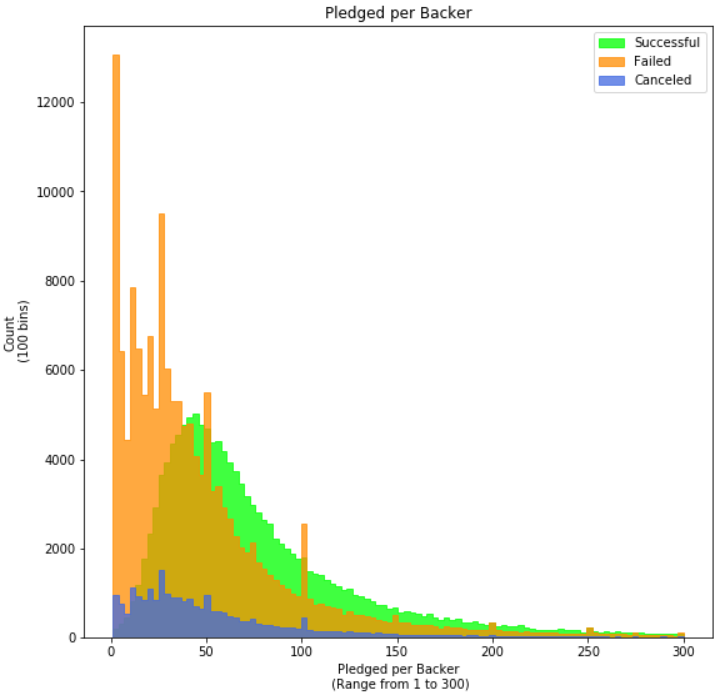 Pledged per Backer
Successful
Failed
Canceled
12000
10000
8000
6000
4000
2000
0
Count
(100 bins)
0 50 100 150 200 250 300
Pledged per Backer
(Range from 1 to 300)